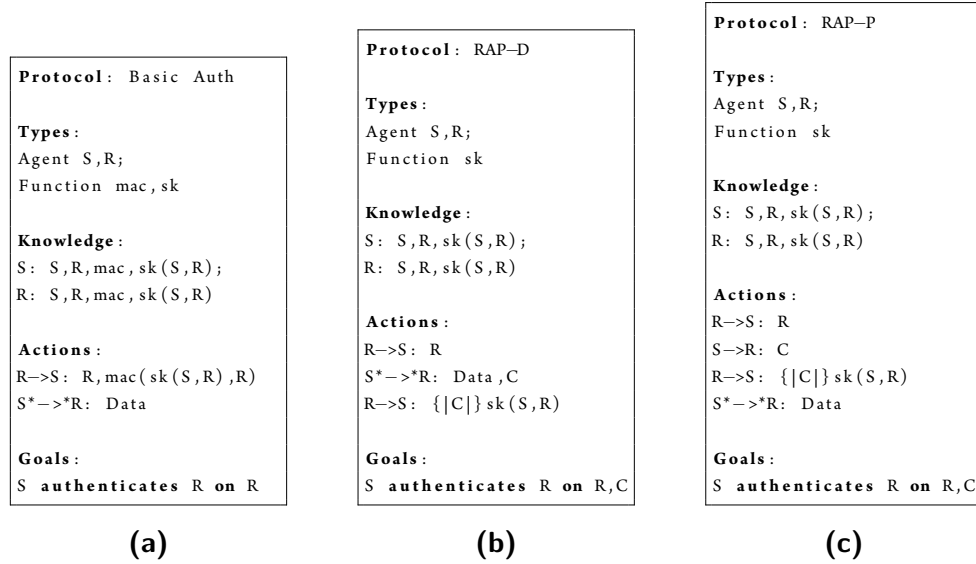 Protocol: Basic Auth
Types:
Agent S,R;
Function mac,sk
Knowledge:
S: S,R,mac,sk(S,R);
R: S,R,mac,sk(S,R)
Actions:
R−>S: R,mac(sk(S,R),R)
S*−>*R: Data
Goals:
S authenticates R on R
(a)
Protocol: RAP−D
Types:
Agent S,R;
Function sk
Knowledge:
S: S,R,sk(S,R);
R: S,R,sk(S,R)
Actions:
R−>S: R
S*−>*R: Data,C
R−>S: {|C|}sk(S,R)
Goals:
S authenticates R on R,C
(b)
Protocol: RAP−P
Types:
Agent S,R;
Function sk
Knowledge:
S: S,R,sk(S,R);
R: S,R,sk(S,R)
Actions:
R−>S: R
S−>R: C
R−>S: {|C|}sk(S,R)
S*−>*R: Data
Goals:
S authenticates R on R,C
(c)